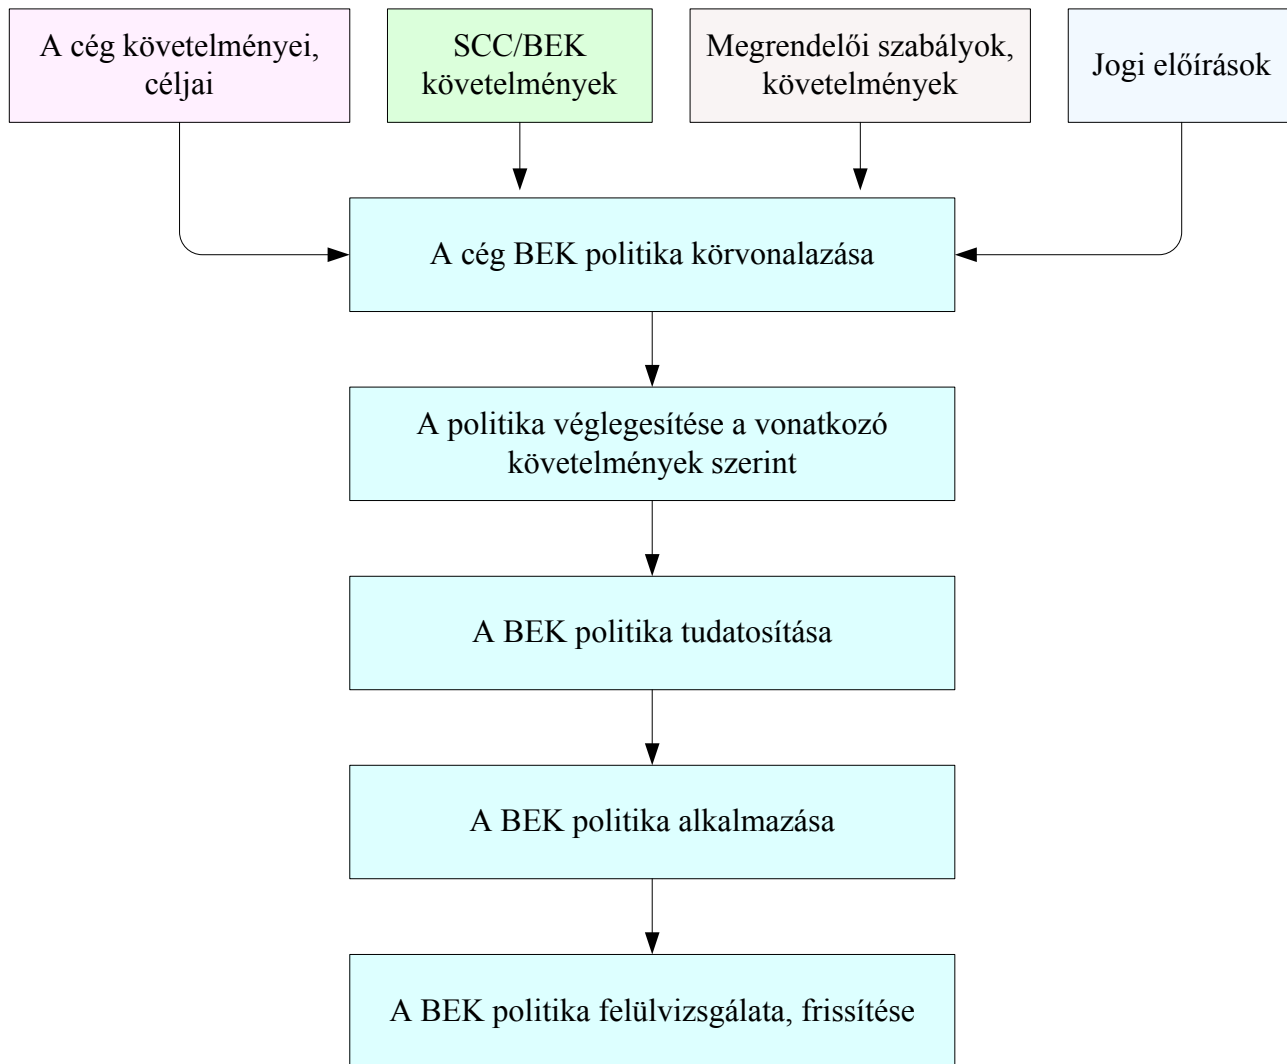 A cég követelményei,
céljai
SCC/BEK
követelmények
Megrendelői szabályok,
követelmények
Jogi előírások
A cég BEK politika körvonalazása
A politika véglegesítése a vonatkozó
követelmények szerint
A BEK politika tudatosítása
A BEK politika alkalmazása
A BEK politika felülvizsgálata, frissítése